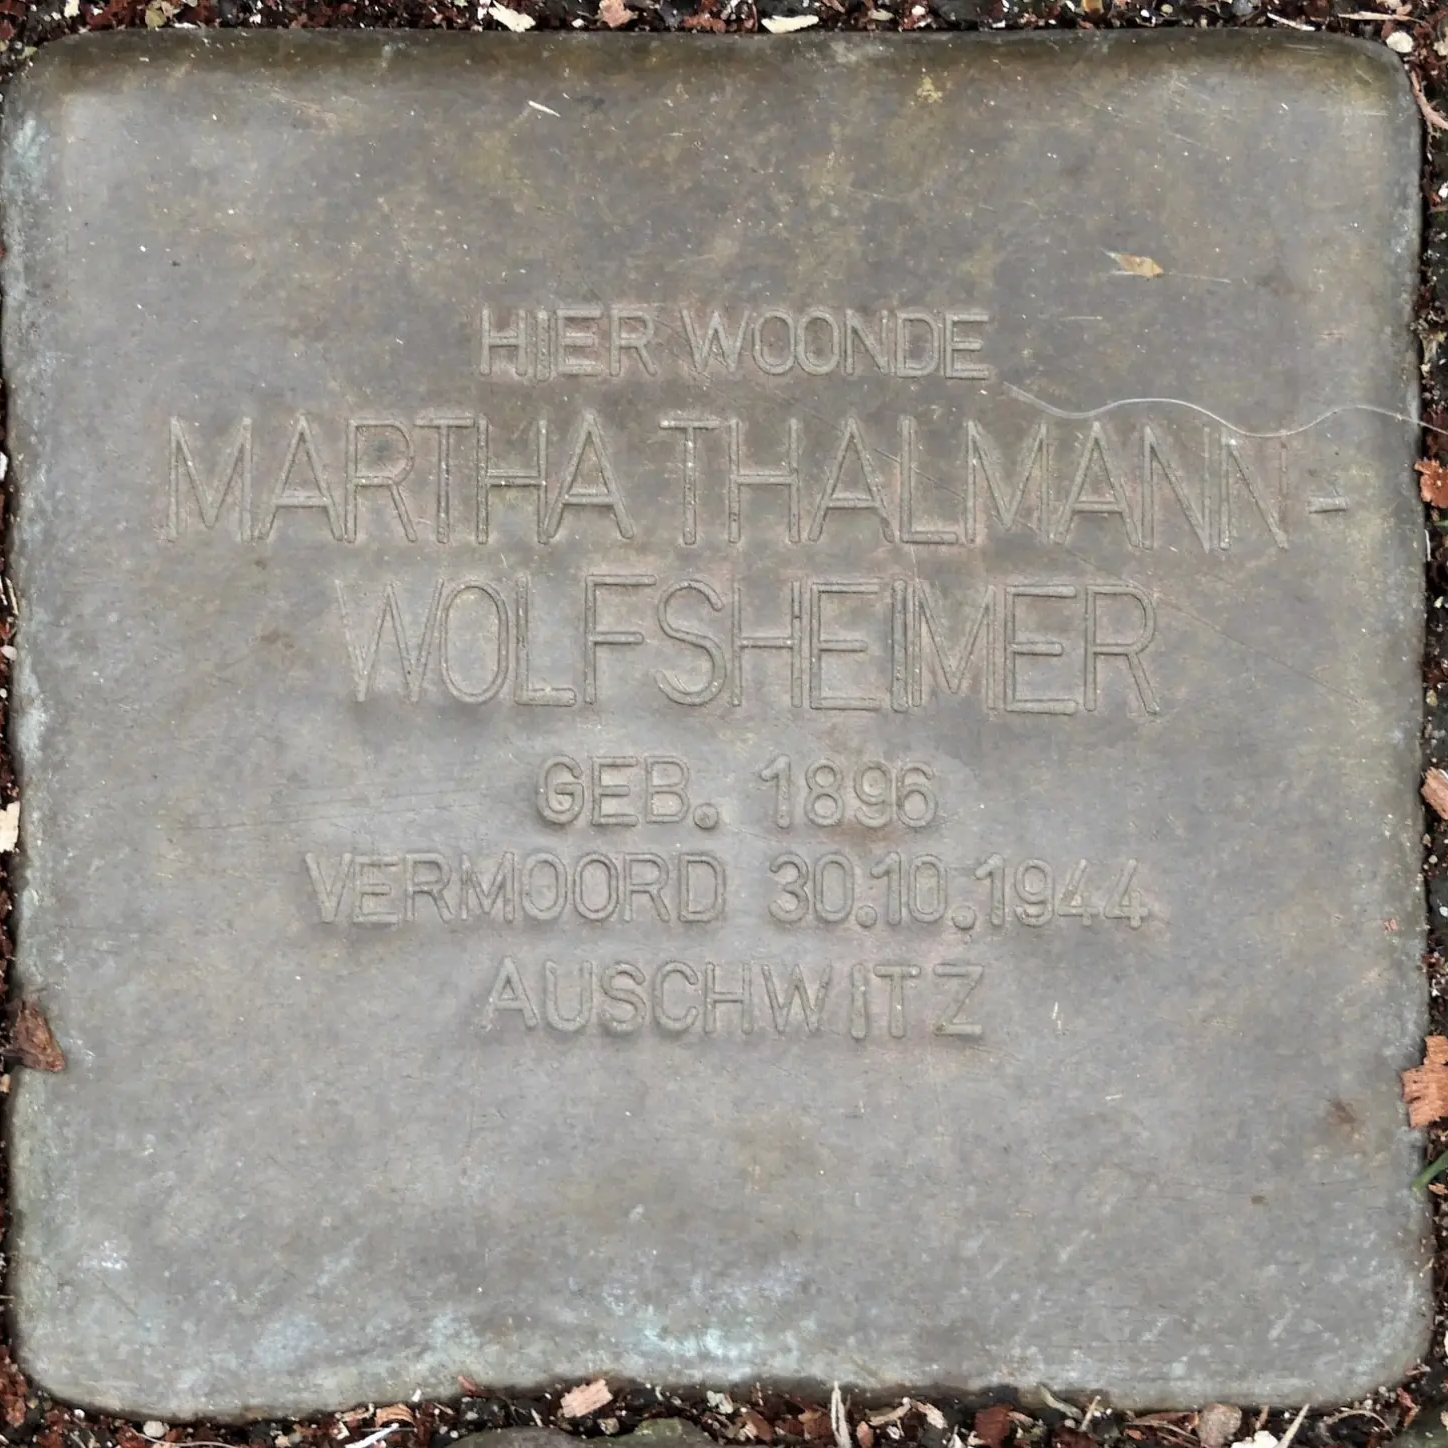 HIER WOONDE
MARTHA THALMANN-
WOLFSHEIMER
GEB. 1896
VERMOORD 30.10.1944
AUSCHWITZ